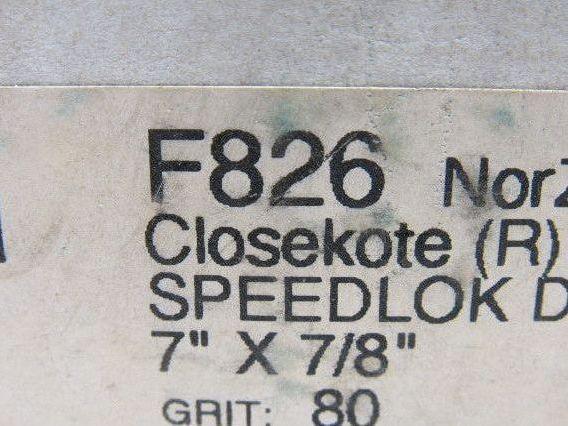 F826 NorZ
Closekote (R)
SPEEDLOK D
7" X 7/8"
GRIT: 80